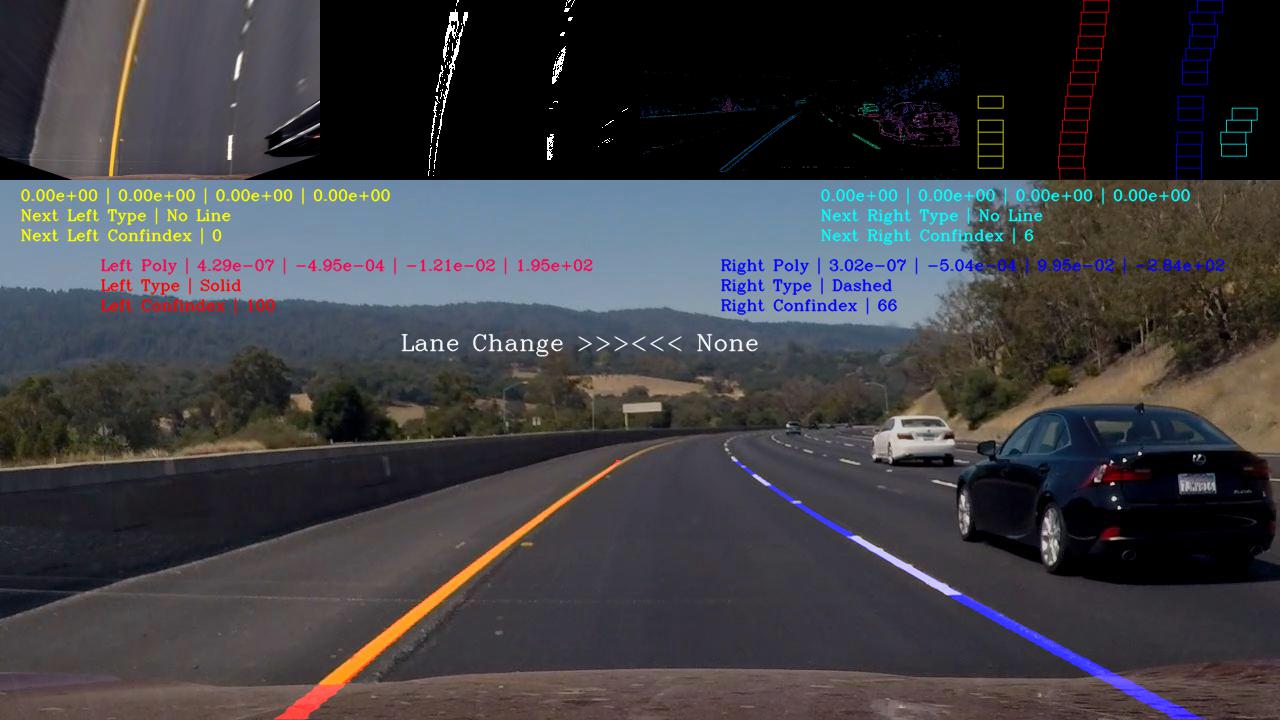 0.00e+00 | 0.00e+00 | 0.00e+00 | 0.00e+00
Next Left Type | No Line
Next Left Confindex | 0
0.00e+00 | 0.00e+00 | 0.00e+00 | 0.00e+00
Next Right Type | No Line
Next Right Confindex | 6
Left Poly | 4.29e-07 | -4.95e-04 | -1.21e-02 | 1.95e+02
Left Type | Solid
Left Confindex | 100
Right Poly | 3.02e-07 | -5.04e-04 | 9.95e-02 | -2.84e+02
Right Type | Dashed
Right Confindex | 66
Lane Change >>><<< None